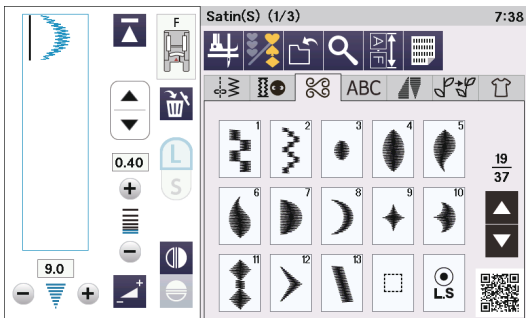 Satin(S) (1/3) 7:38
F
ABC
A F
L
S
0.40
9.0
1 2 3 4 5
6 7 8 9 10
11 12 13
L.S
19
37